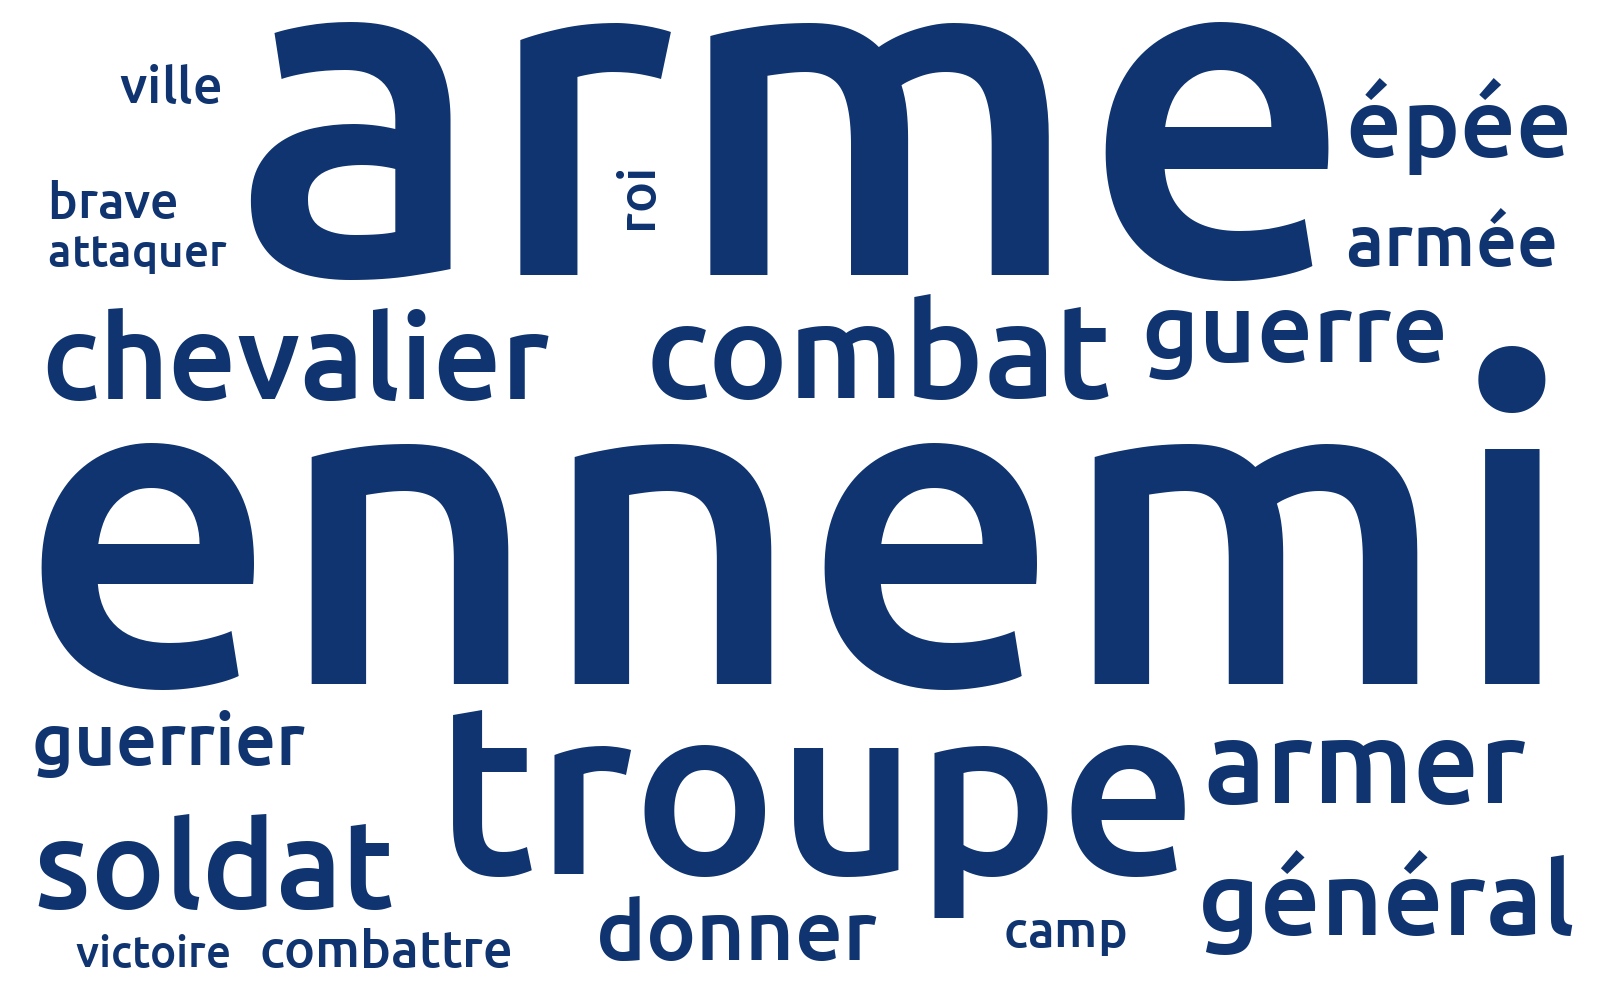 arme
ville
épée
roi
brave
armée
attaquer
chevalier
combat
guerre
ennemi
guerrier
troupe
armer
soldat
général
donner
camp
victoire
combattre